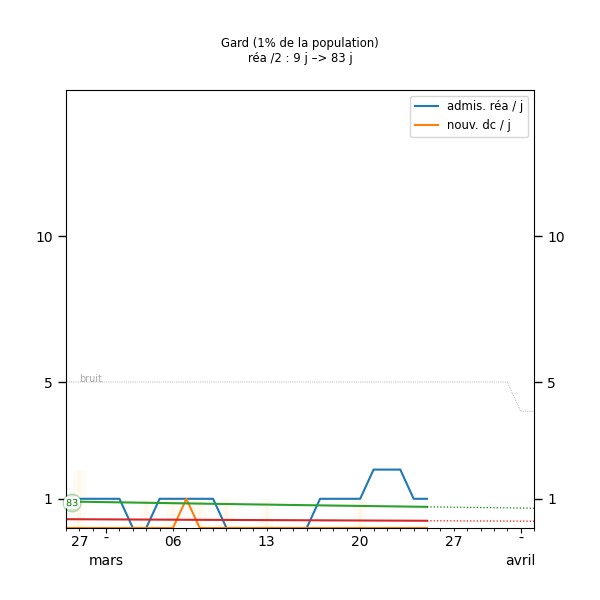 Gard (1% de la population)
réa /2 : 9 j –> 83 j
admis. réa / j
nouv. dc / j
10 10
bruit
5 5
1 1
83
27 - 06 13 20 27 -
mars avril